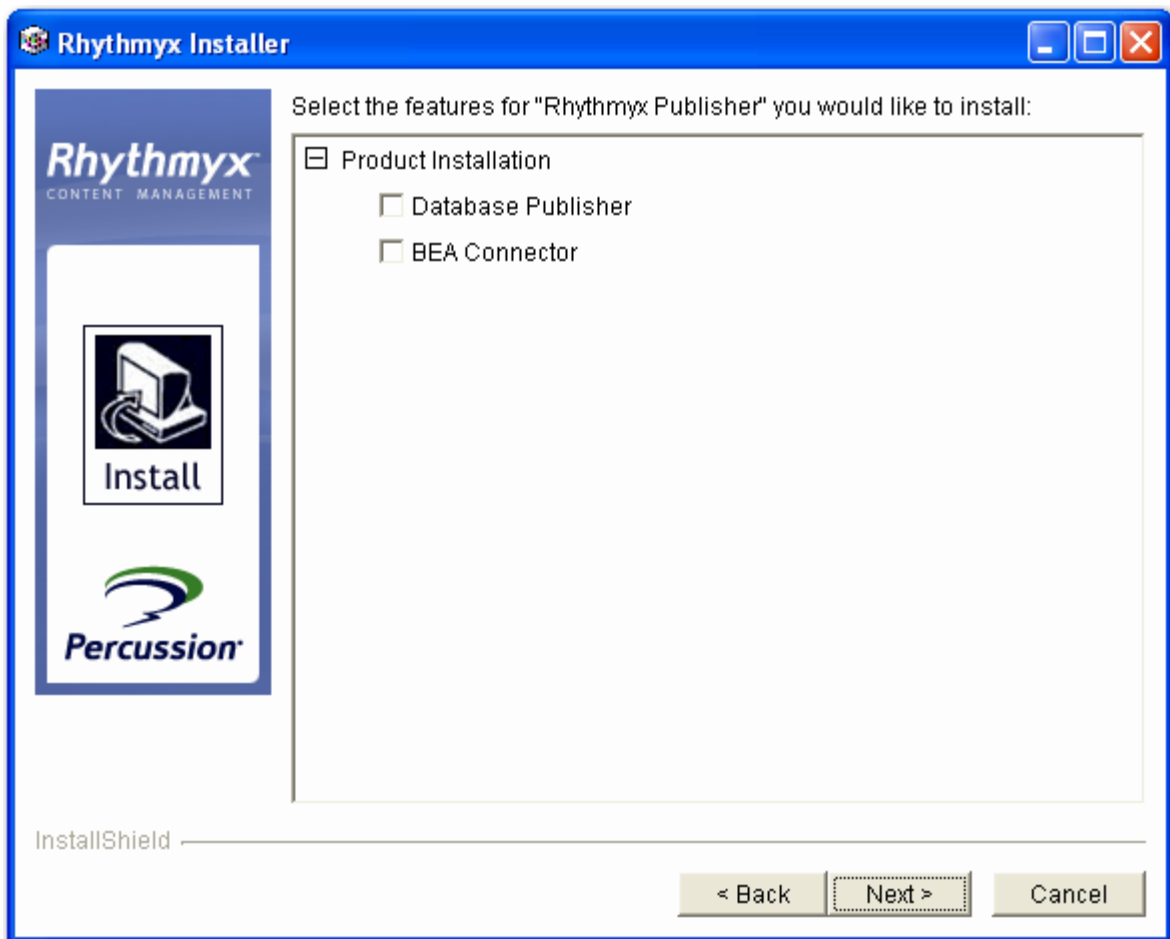 Rhythmyx Installer
Rhythmyx
CONTENT MANAGEMENT
Install
Percussion
Select the features for "Rhythmyx Publisher" you would like to install:
Product Installation
Database Publisher
BEA Connector
InstallShield
< Back
Next >
Cancel